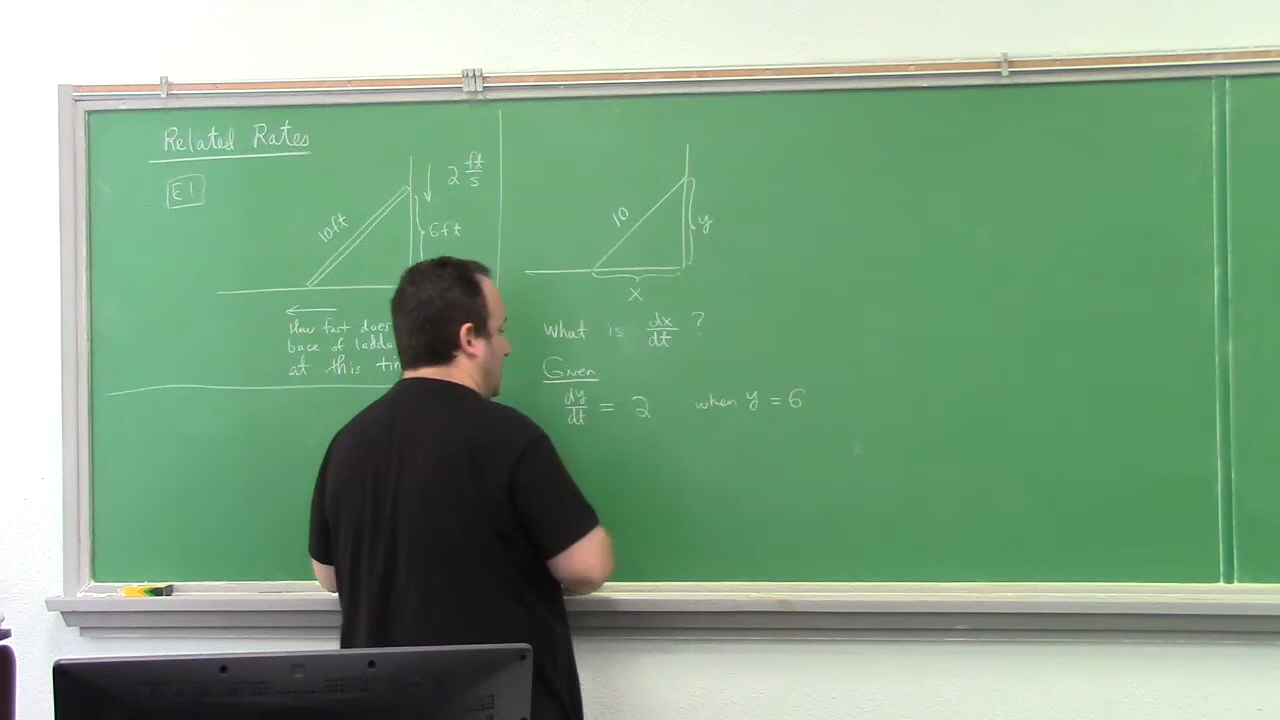 Related Rates
E1
2 ft/s
10ft
6ft
How fast does
base of ladde
at this tim
10
y
x
What is dx/dt ?
Given
dy/dt = 2 when y = 6